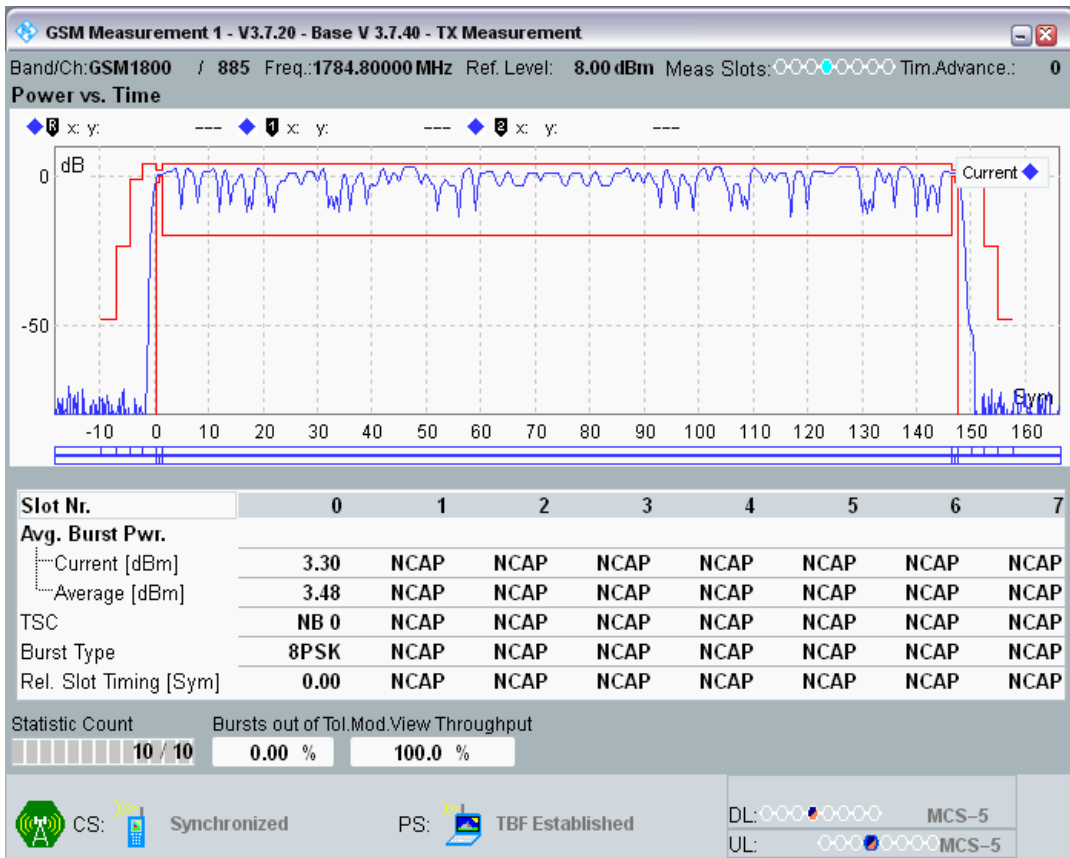 GSM Measurement 1 - V3.7.20 - Base V 3.7.40 - TX Measurement
Band/Ch:GSM1800 / 885 Freq.:1784.80000 MHz Ref. Level: 8.00 dBm Meas Slots: Tim.Advance.: 0
Power vs. Time
R x: y: --- 1 x: y: --- 2 x: y: ---
dB
Current
0
-50
Sym
-10 0 10 20 30 40 50 60 70 80 90 100 110 120 130 140 150 160
Slot Nr. 0 1 2 3 4 5 6 7
Avg. Burst Pwr.
Current [dBm] 3.30 NCAP NCAP NCAP NCAP NCAP NCAP NCAP
Average [dBm] 3.48 NCAP NCAP NCAP NCAP NCAP NCAP NCAP
TSC NB 0 NCAP NCAP NCAP NCAP NCAP NCAP NCAP
Burst Type 8PSK NCAP NCAP NCAP NCAP NCAP NCAP NCAP
Rel. Slot Timing [Sym] 0.00 NCAP NCAP NCAP NCAP NCAP NCAP NCAP
Statistic Count Bursts out of Tol.Mod.View Throughput
10 / 10 0.00 % 100.0 %
CS: Synchronized PS: TBF Established
DL: MCS-5
UL: MCS-5